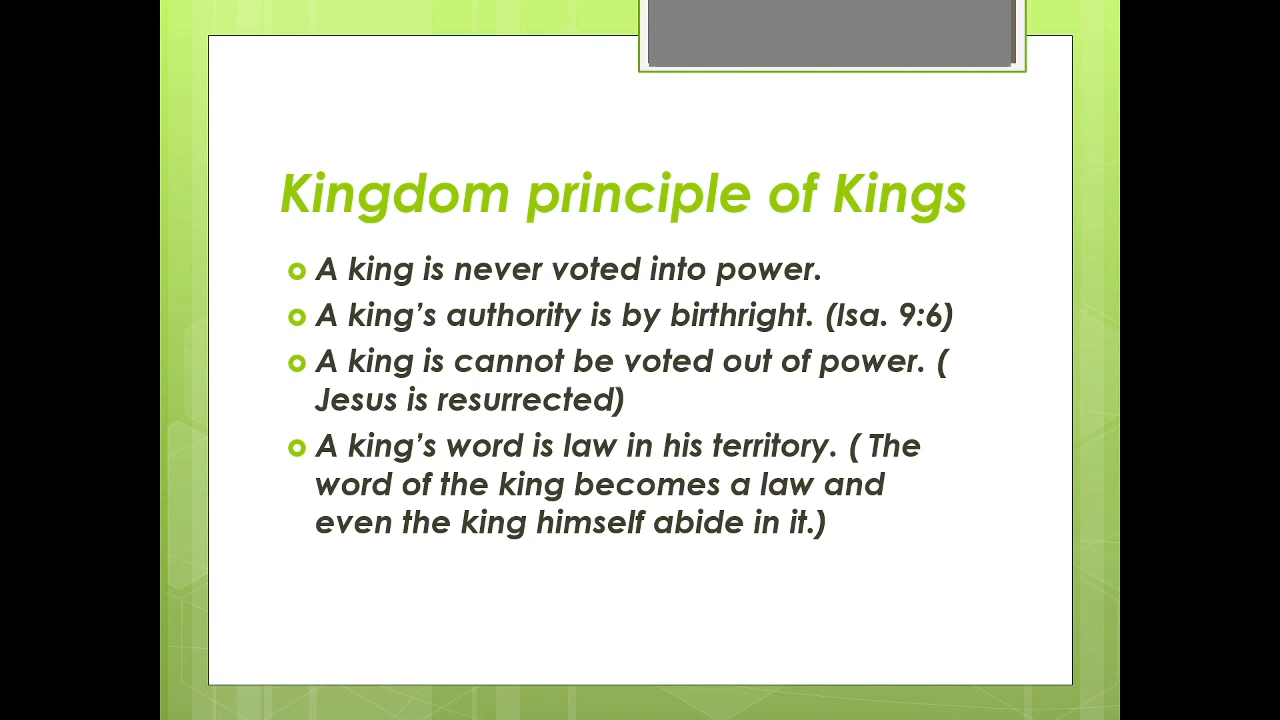 Kingdom principle of Kings
A king is never voted into power.
A king’s authority is by birthright. (Isa. 9:6)
A king is cannot be voted out of power. (
Jesus is resurrected)
A king’s word is law in his territory. ( The
word of the king becomes a law and
even the king himself abide in it.)